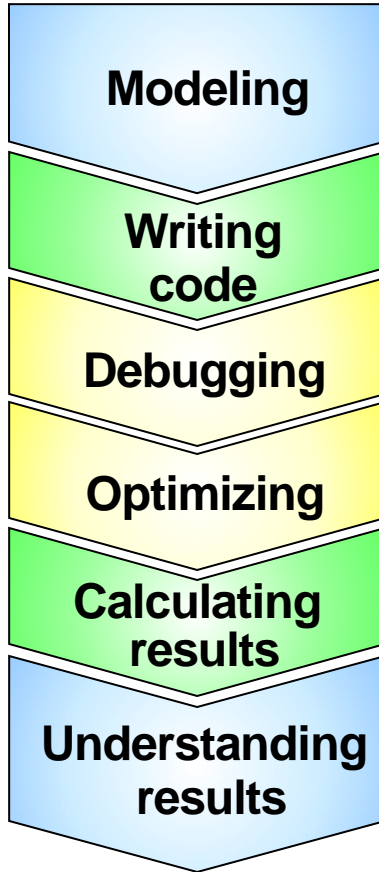 Modeling
Writing
code
Debugging
Optimizing
Calculating
results
Understanding
results